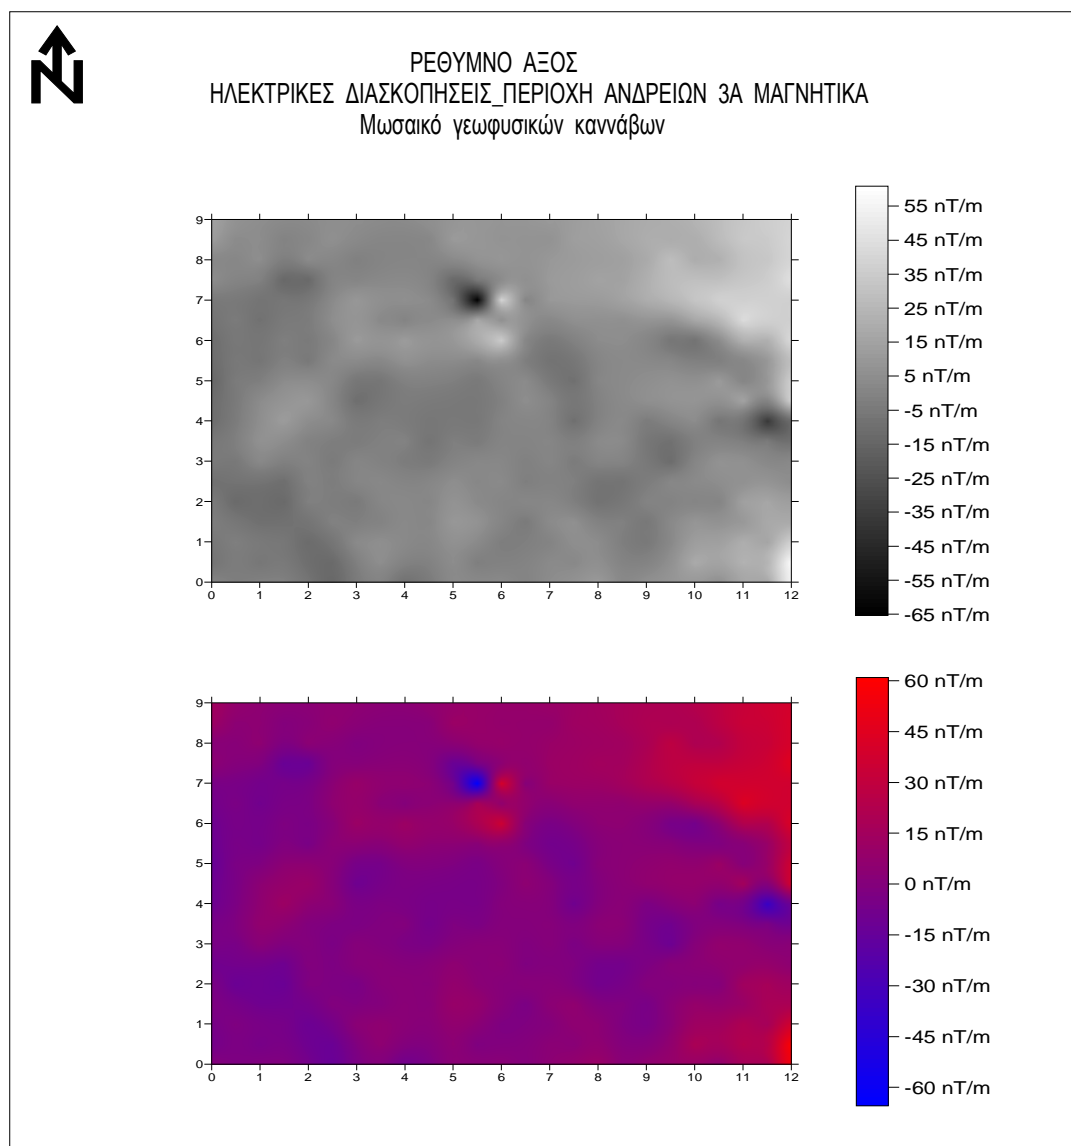 N
ΡΕΘΥΜΝΟ ΑΞΟΣ
ΗΛΕΚΤΡΙΚΕΣ ΔΙΑΣΚΟΠΗΣΕΙΣ_ΠΕΡΙΟΧΗ ΑΝΔΡΕΙΩΝ 3Α ΜΑΓΝΗΤΙΚΑ
Μωσαικό γεωφυσικών καννάβων
9
8
7
6
5
4
3
2
1
0
0 1 2 3 4 5 6 7 8 9 10 11 12
55 nT/m
45 nT/m
35 nT/m
25 nT/m
15 nT/m
5 nT/m
-5 nT/m
-15 nT/m
-25 nT/m
-35 nT/m
-45 nT/m
-55 nT/m
-65 nT/m
9
8
7
6
5
4
3
2
1
0
0 1 2 3 4 5 6 7 8 9 10 11 12
60 nT/m
45 nT/m
30 nT/m
15 nT/m
0 nT/m
-15 nT/m
-30 nT/m
-45 nT/m
-60 nT/m